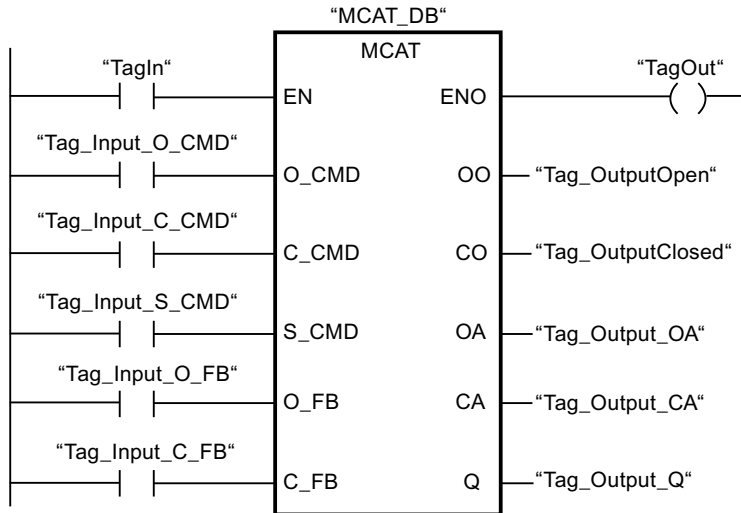 “MCAT_DB“
MCAT
“TagIn“
“TagOut“
EN
ENO
“Tag_Input_O_CMD“
O_CMD
OO
“Tag_OutputOpen“
“Tag_Input_C_CMD“
C_CMD
CO
“Tag_OutputClosed“
“Tag_Input_S_CMD“
S_CMD
OA
“Tag_Output_OA“
“Tag_Input_O_FB“
O_FB
CA
“Tag_Output_CA“
“Tag_Input_C_FB“
C_FB
Q
“Tag_Output_Q“